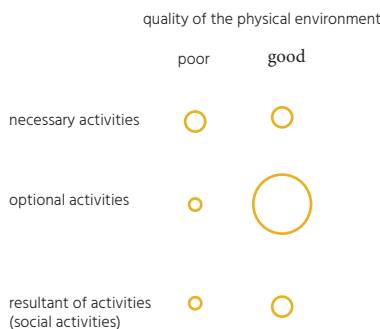 quality of the physical environment
poor good
necessary activities
optional activities
resultant of activities
(social activities)